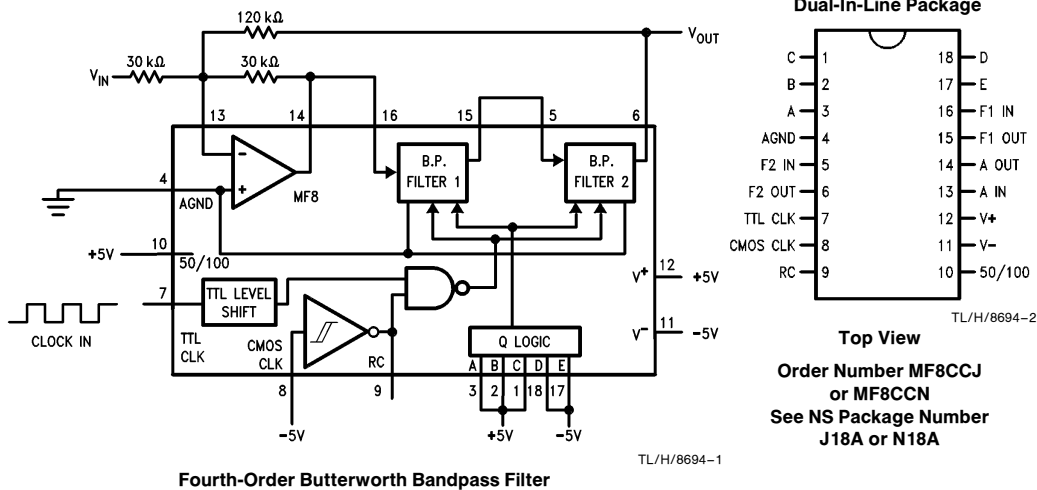 120 kΩ
VOUT
VIN
30 kΩ
30 kΩ
13
14
16
15
5
6
B.P.
FILTER 1
B.P.
FILTER 2
-
+
MF8
4
AGND
+5V
10
50/100
7
TTL LEVEL
SHIFT
CLOCK IN
TTL
CLK
CMOS
CLK
RC
8
9
-5V
V+
12
+5V
V-
11
-5V
Q LOGIC
A B C D E
3 2 1 18 17
+5V
-5V
TL/H/8694-1
Fourth-Order Butterworth Bandpass Filter
Dual-In-Line Package
C 1 18 D
B 2 17 E
A 3 16 F1 IN
AGND 4 15 F1 OUT
F2 IN 5 14 A OUT
F2 OUT 6 13 A IN
TTL CLK 7 12 V+
CMOS CLK 8 11 V-
RC 9 10 50/100
TL/H/8694-2
Top View
Order Number MF8CCJ
or MF8CCN
See NS Package Number
J18A or N18A